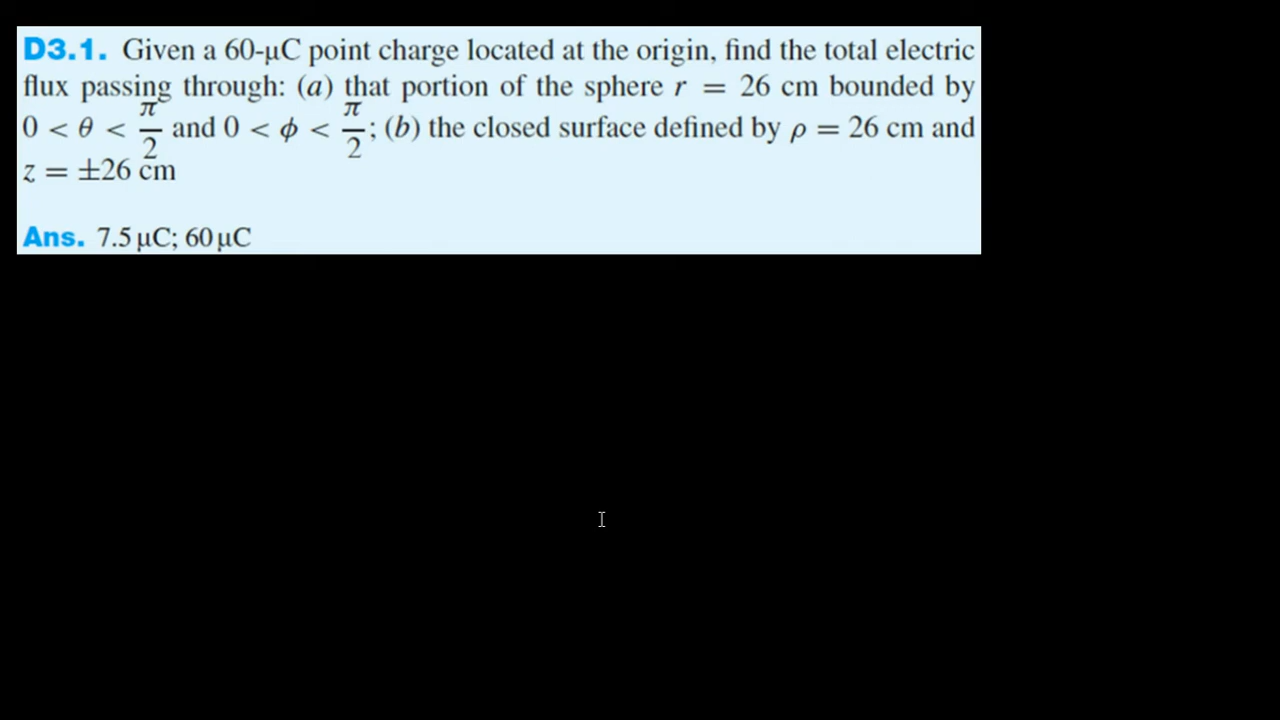 D3.1. Given a 60-μC point charge located at the origin, find the total electric
flux passing through: (a) that portion of the sphere r = 26 cm bounded by
0 < θ < π/2 and 0 < ϕ < π/2; (b) the closed surface defined by ρ = 26 cm and
z = ±26 cm
Ans. 7.5 μC; 60 μC